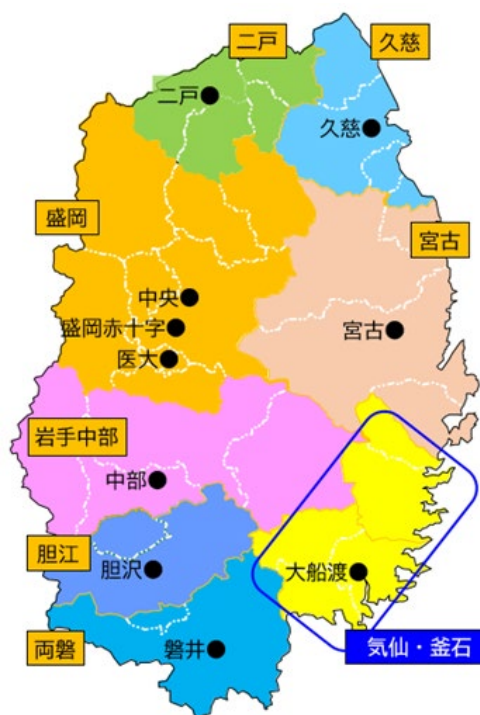 二戸
久慈
二戸
久慈
盛岡
宮古
中央
盛岡赤十字
宮古
医大
岩手中部
中部
胆江
胆沢
大船渡
両磐
磐井
気仙・釜石